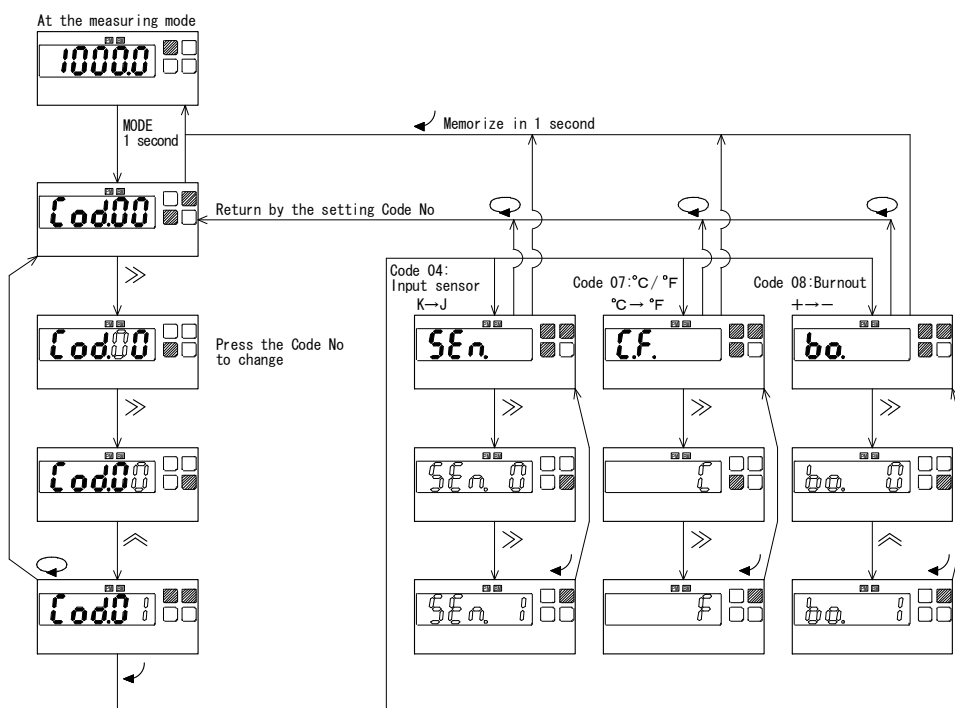 At the measuring mode
1000.0
MODE
1 second
Memorize in 1 second
Cod.00
Return by the setting Code No
Code 04:
Input sensor
K→J
Code 07:°C/°F
°C→°F
Code 08:Burnout
+→−
Cod.00
Press the Code No
to change
SEn.
C.F.
bo.
Cod.00
SEn. 0
C
bo. 0
Cod.01
SEn. 1
F
bo. 1